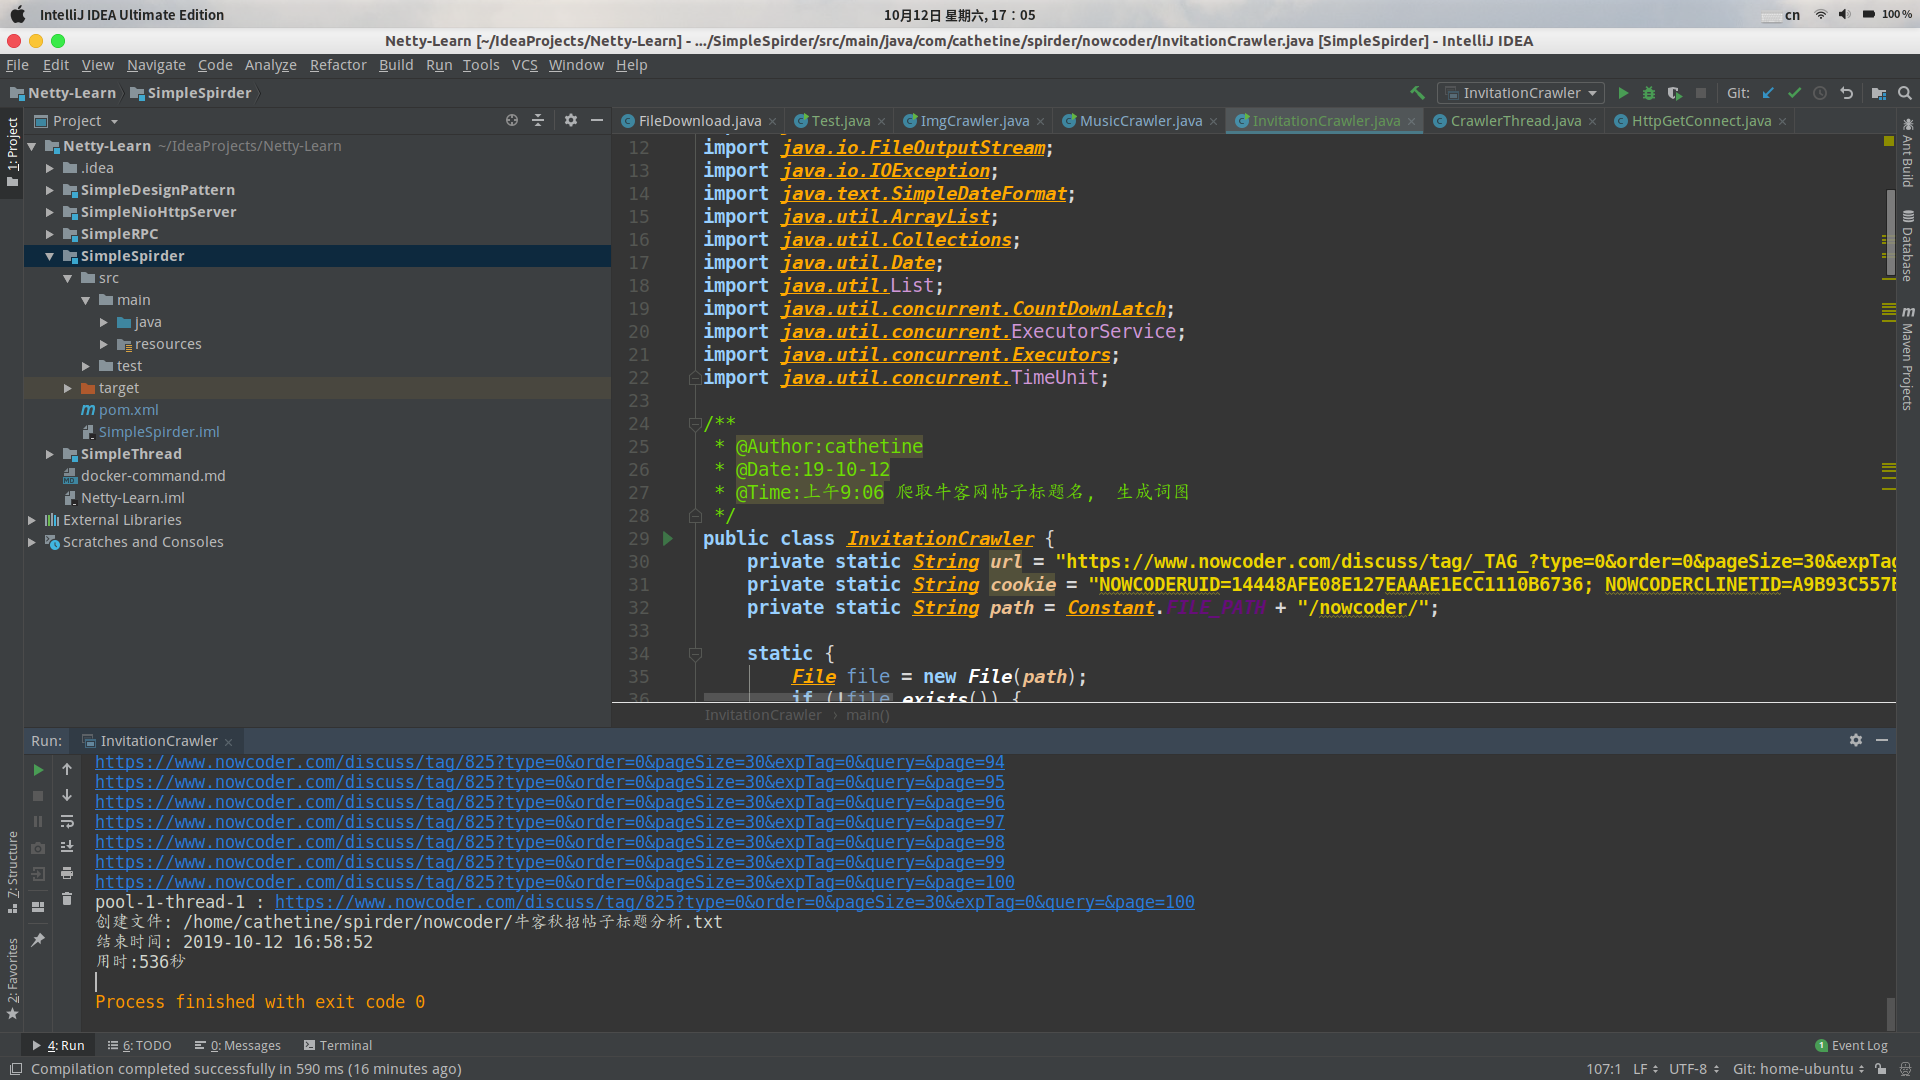 IntelliJ IDEA Ultimate Edition
10月12日 星期六, 17：05
cn
100 %
Netty-Learn [~/IdeaProjects/Netty-Learn] - .../SimpleSpirder/src/main/java/com/cathetine/spirder/nowcoder/InvitationCrawler.java [SimpleSpirder] - IntelliJ IDEA
File Edit View Navigate Code Analyze Refactor Build Run Tools VCS Window Help
Netty-Learn SimpleSpirder
InvitationCrawler
Git:
1: Project
Project
FileDownload.java Test.java ImgCrawler.java MusicCrawler.java InvitationCrawler.java CrawlerThread.java HttpGetConnect.java
Netty-Learn ~/IdeaProjects/Netty-Learn
.idea
SimpleDesignPattern
SimpleNioHttpServer
SimpleRPC
SimpleSpirder
src
main
java
resources
test
target
pom.xml
SimpleSpirder.iml
SimpleThread
docker-command.md
Netty-Learn.iml
External Libraries
Scratches and Consoles
12 import java.io.FileOutputStream;
13 import java.io.IOException;
14 import java.text.SimpleDateFormat;
15 import java.util.ArrayList;
16 import java.util.Collections;
17 import java.util.Date;
18 import java.util.List;
19 import java.util.concurrent.CountDownLatch;
20 import java.util.concurrent.ExecutorService;
21 import java.util.concurrent.Executors;
22 import java.util.concurrent.TimeUnit;
23
24 /**
25 * @Author:cathetine
26 * @Date:19-10-12
27 * @Time:上午9:06 爬取牛客网帖子标题名， 生成词图
28 */
29 public class InvitationCrawler {
30 private static String url = "https://www.nowcoder.com/discuss/tag/_TAG_?type=0&order=0&pageSize=30&expTag
31 private static String cookie = "NOWCODERUID=14448AFE08E127EAAAE1ECC1110B6736; NOWCODERCLINETID=A9B93C557E
32 private static String path = Constant.FILE_PATH + "/nowcoder/";
33
34 static {
35 File file = new File(path);
36 if (!file.exists()) {
InvitationCrawler › main()
Ant Build
Database
Maven Projects
Run: InvitationCrawler
https://www.nowcoder.com/discuss/tag/825?type=0&order=0&pageSize=30&expTag=0&query=&page=94
https://www.nowcoder.com/discuss/tag/825?type=0&order=0&pageSize=30&expTag=0&query=&page=95
https://www.nowcoder.com/discuss/tag/825?type=0&order=0&pageSize=30&expTag=0&query=&page=96
https://www.nowcoder.com/discuss/tag/825?type=0&order=0&pageSize=30&expTag=0&query=&page=97
https://www.nowcoder.com/discuss/tag/825?type=0&order=0&pageSize=30&expTag=0&query=&page=98
https://www.nowcoder.com/discuss/tag/825?type=0&order=0&pageSize=30&expTag=0&query=&page=99
https://www.nowcoder.com/discuss/tag/825?type=0&order=0&pageSize=30&expTag=0&query=&page=100
pool-1-thread-1 : https://www.nowcoder.com/discuss/tag/825?type=0&order=0&pageSize=30&expTag=0&query=&page=100
创建文件: /home/cathetine/spirder/nowcoder/牛客秋招帖子标题分析.txt
结束时间: 2019-10-12 16:58:52
用时:536秒
Process finished with exit code 0
7: Structure
2: Favorites
4: Run 6: TODO 0: Messages Terminal
1 Event Log
Compilation completed successfully in 590 ms (16 minutes ago)
107:1 LF UTF-8 Git: home-ubuntu